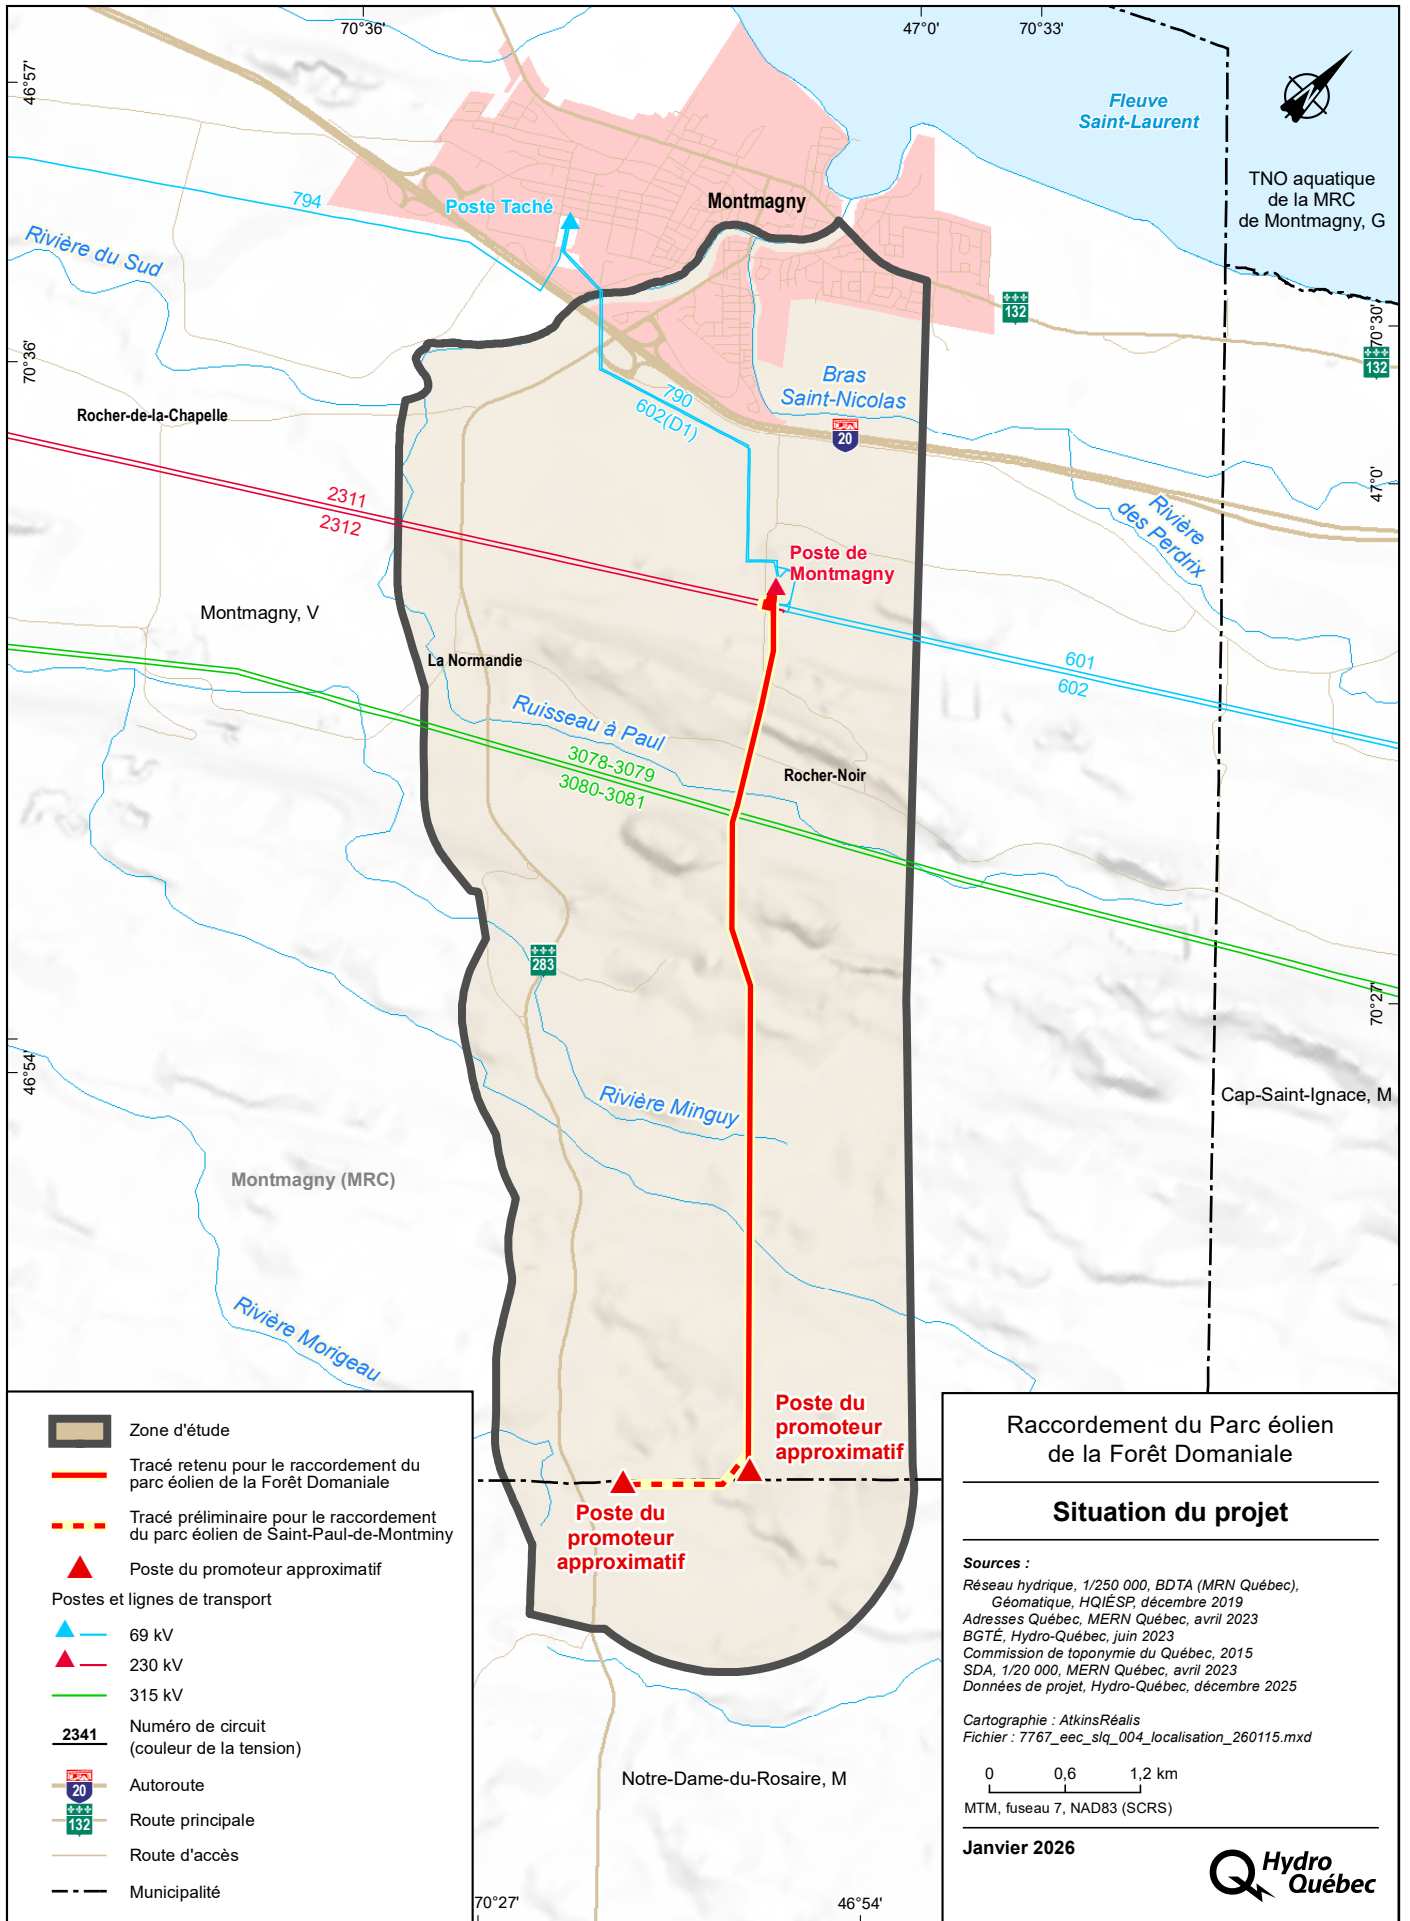 70°36'
47°0'
70°33'
46°57'
Fleuve
Saint-Laurent
TNO aquatique
de la MRC
de Montmagny, G
794
Poste Taché
Montmagny
Rivière du Sud
132
70°30'
132
70°36'
Rocher-de-la-Chapelle
790
602(D1)
Bras
Saint-Nicolas
20
47°0'
2311
2312
Rivière
des Perdrix
Poste de
Montmagny
Montmagny, V
La Normandie
601
602
Ruisseau à Paul
3078-3079
3080-3081
Rocher-Noir
283
70°27'
46°54'
Rivière Minguy
Cap-Saint-Ignace, M
Montmagny (MRC)
Rivière Morigeau
Poste du
promoteur
approximatif
Poste du
promoteur
approximatif
Notre-Dame-du-Rosaire, M
70°27'
46°54'
Zone d'étude
Tracé retenu pour le raccordement du
parc éolien de la Forêt Domaniale
Tracé préliminaire pour le raccordement
du parc éolien de Saint-Paul-de-Montminy
Poste du promoteur approximatif
Postes et lignes de transport
69 kV
230 kV
315 kV
2341
Numéro de circuit
(couleur de la tension)
20
Autoroute
132
Route principale
Route d'accès
Municipalité
Raccordement du Parc éolien
de la Forêt Domaniale
Situation du projet
Sources :
Réseau hydrique, 1/250 000, BDTA (MRN Québec),
Géomatique, HQIÉSP, décembre 2019
Adresses Québec, MERN Québec, avril 2023
BGTÉ, Hydro-Québec, juin 2023
Commission de toponymie du Québec, 2015
SDA, 1/20 000, MERN Québec, avril 2023
Données de projet, Hydro-Québec, décembre 2025
Cartographie : AtkinsRéalis
Fichier : 7767_eec_slq_004_localisation_260115.mxd
0 0,6 1,2 km
MTM, fuseau 7, NAD83 (SCRS)
Janvier 2026
Hydro
Québec